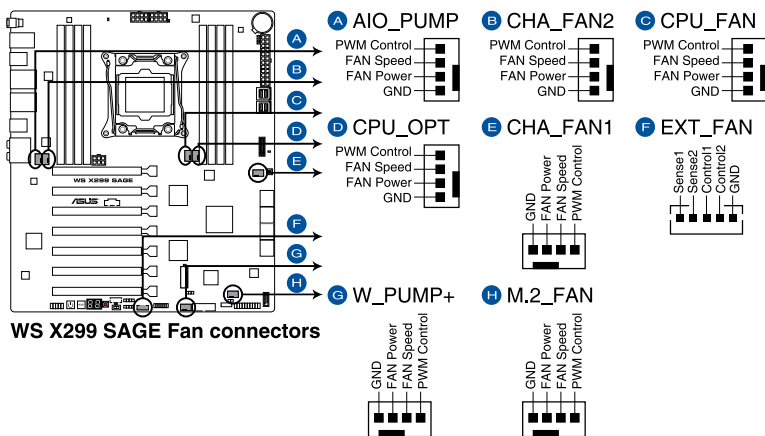 A AIO_PUMP
PWM Control
FAN Speed
FAN Power
GND
B CHA_FAN2
PWM Control
FAN Speed
FAN Power
GND
C CPU_FAN
PWM Control
FAN Speed
FAN Power
GND
D CPU_OPT
PWM Control
FAN Speed
FAN Power
GND
E CHA_FAN1
GND
FAN Power
FAN Speed
PWM Control
F EXT_FAN
Sense1
Sense2
Control1
Control2
GND
G W_PUMP+
GND
FAN Power
FAN Speed
PWM Control
H M.2_FAN
GND
FAN Power
FAN Speed
PWM Control
A
B
C
D
E
F
G
H
WS X299 SAGE
ASUS
WS X299 SAGE Fan connectors